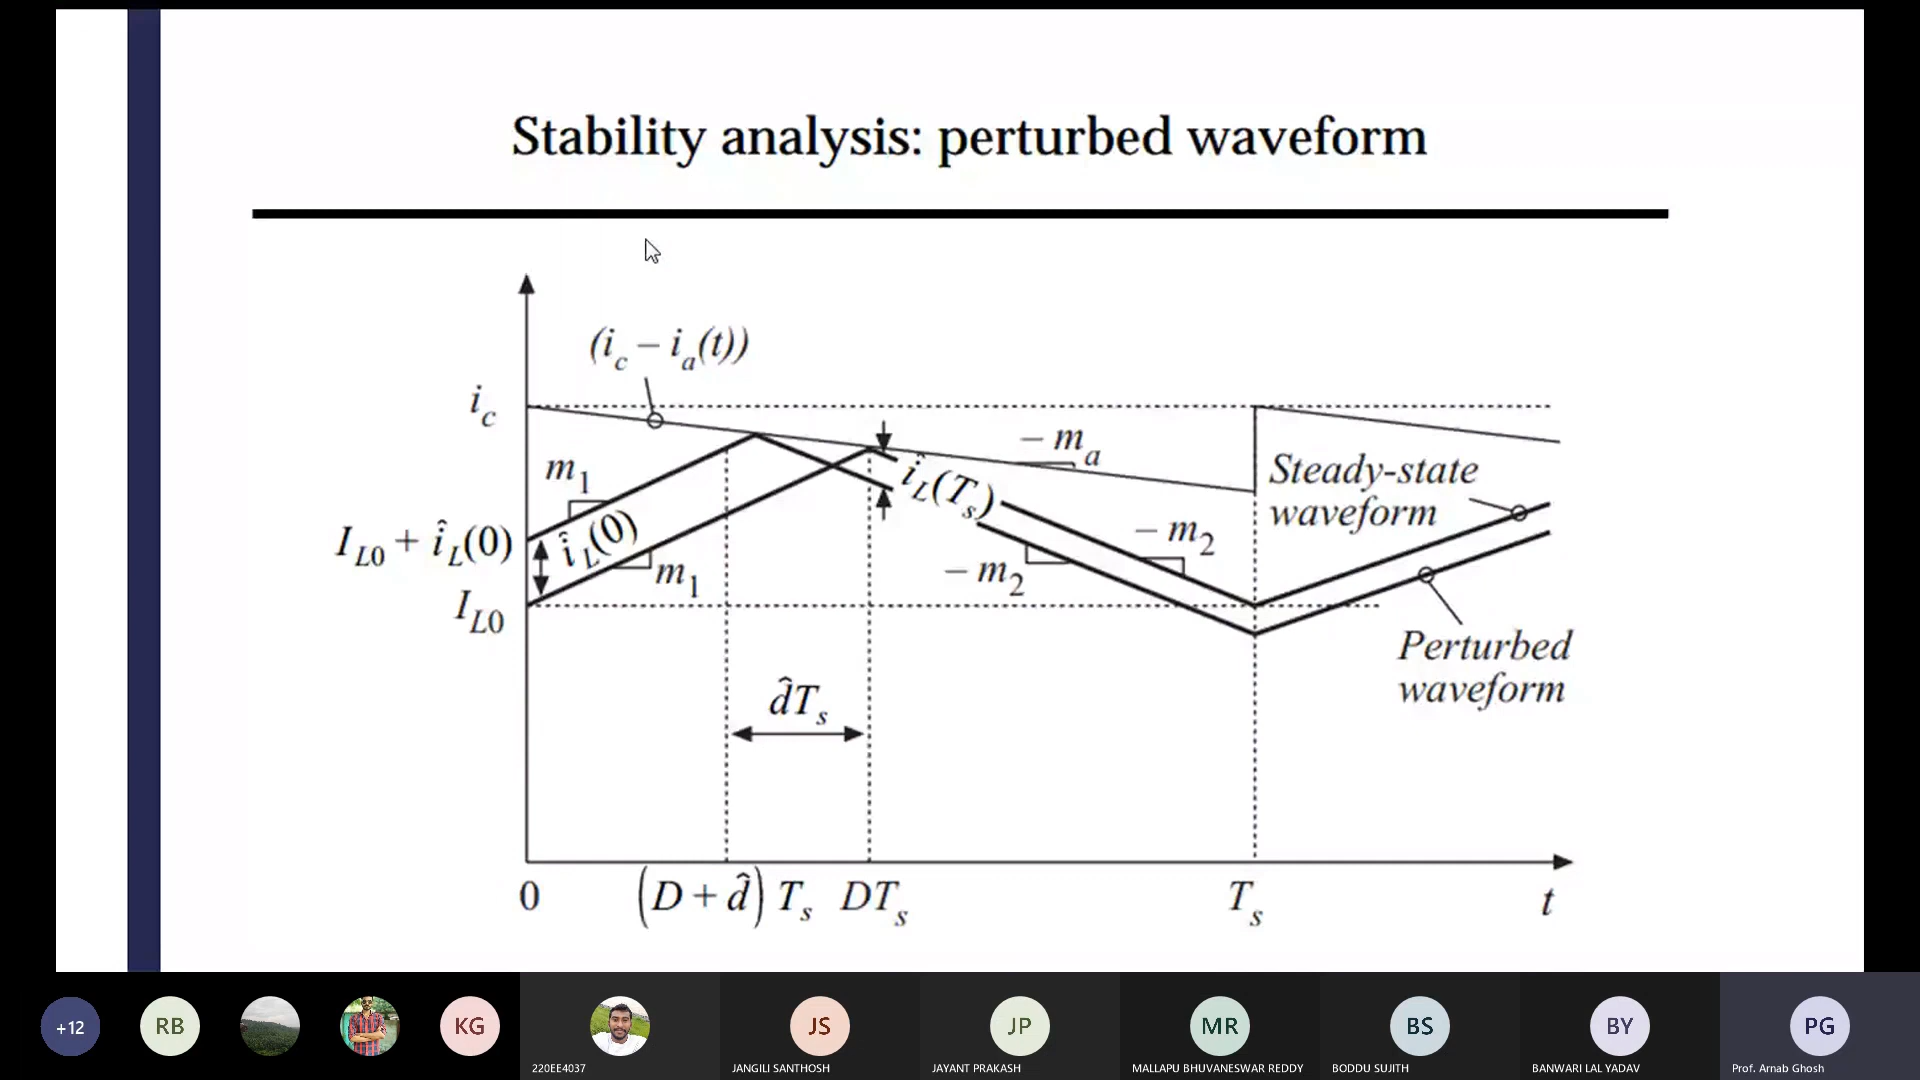 Stability analysis: perturbed waveform
(i_c – i_a(t))
i_c
– m_a
m_1
î_L(T_s)
Steady-state
waveform
I_L0 + î_L(0)
î_L(0)
– m_2
m_1
– m_2
I_L0
Perturbed
waveform
d̂T_s
0
(D + d̂) T_s
DT_s
T_s
t
+12
RB
KG
JS
JP
MR
BS
BY
PG
220EE4037
JANGILI SANTHOSH
JAYANT PRAKASH
MALLAPU BHUVANESWAR REDDY
BODDU SUJITH
BANWARI LAL YADAV
Prof. Arnab Ghosh